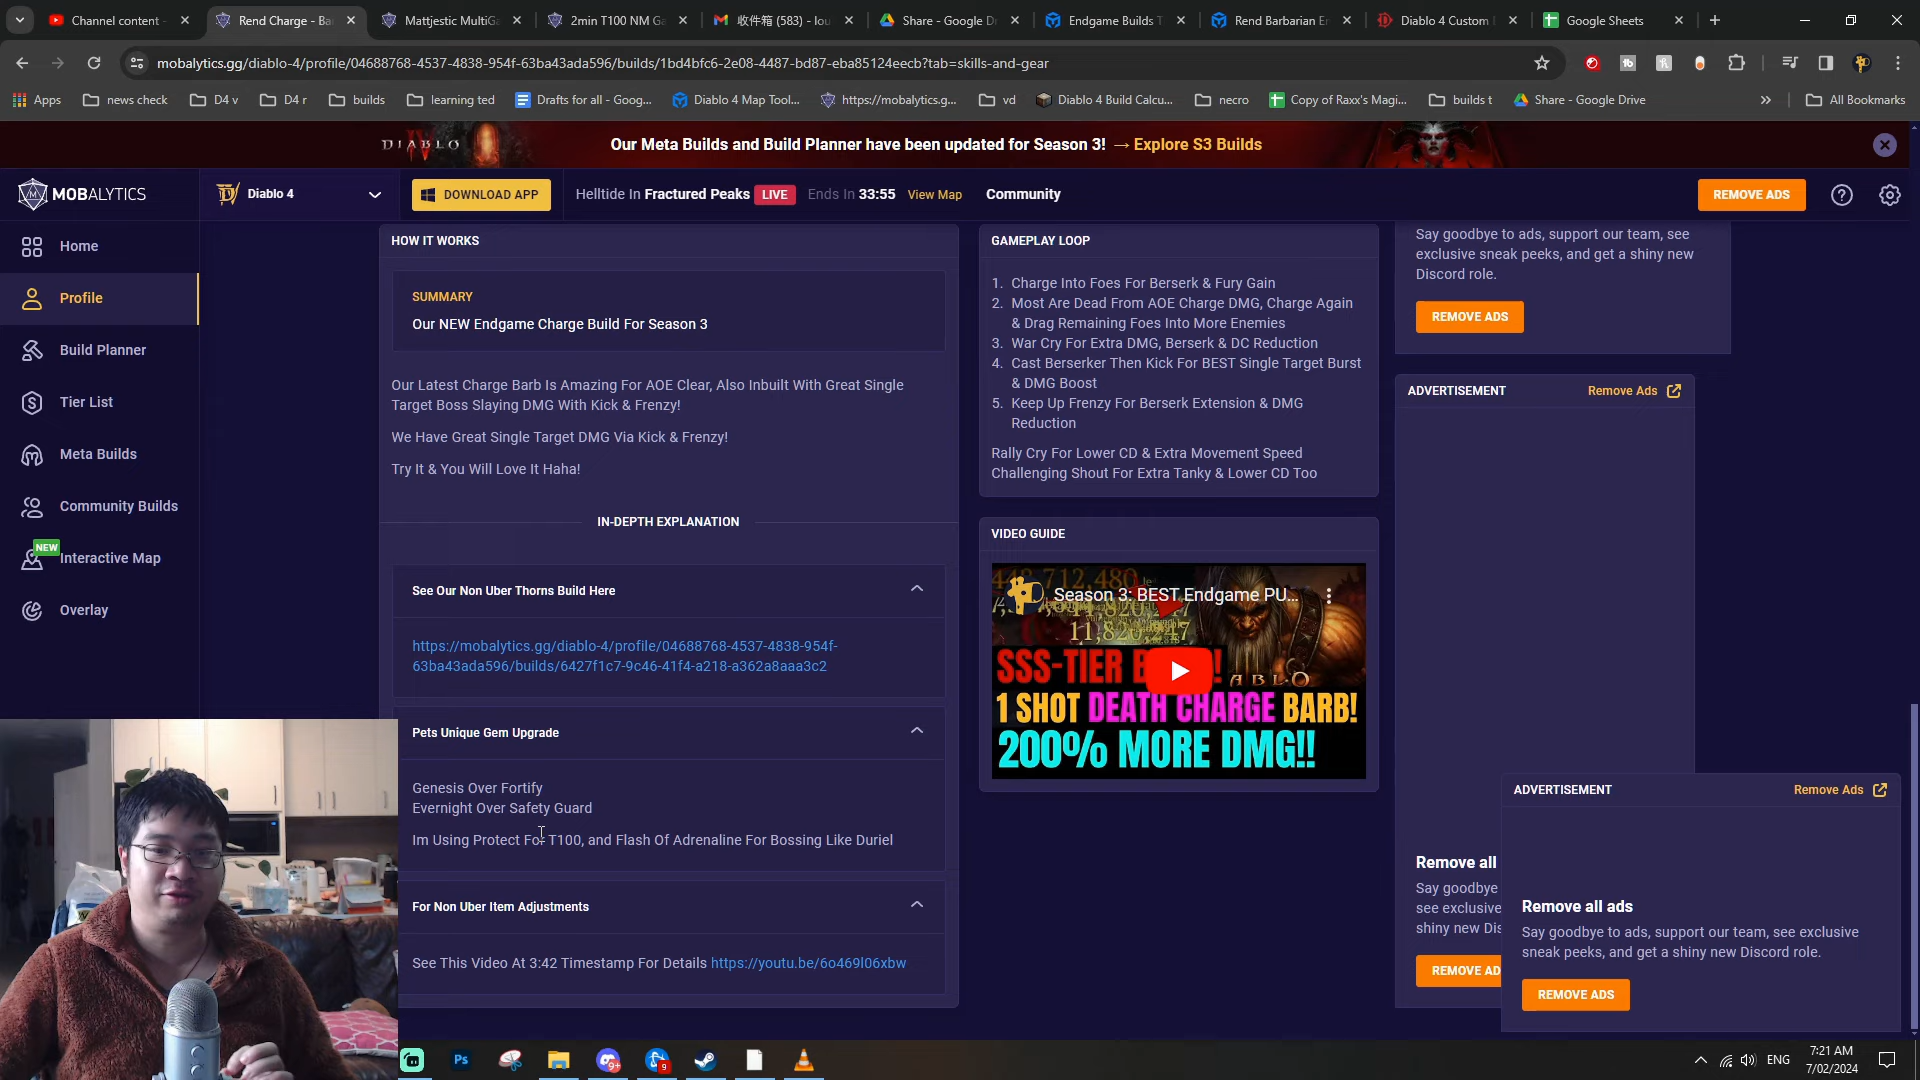 Channel content -
Rend Charge - Ba
Mattjestic MultiGa
2min T100 NM Ga
收件箱 (583) - lou
Share - Google Dr
Endgame Builds T
Rend Barbarian En
Diablo 4 Custom
Google Sheets
mobalytics.gg/diablo-4/profile/04688768-4537-4838-954f-63ba43ada596/builds/1bd4bfc6-2e08-4487-bd87-eba85124eecb?tab=skills-and-gear
Apps
news check
D4 v
D4 r
builds
learning ted
Drafts for all - Goog...
Diablo 4 Map Tool...
https://mobalytics.g...
vd
Diablo 4 Build Calcu...
necro
Copy of Raxx's Magi...
builds t
Share - Google Drive
All Bookmarks
DIABLO IV
Our Meta Builds and Build Planner have been updated for Season 3! → Explore S3 Builds
MOBALYTICS
Diablo 4
DOWNLOAD APP
Helltide In Fractured Peaks LIVE Ends In 33:55 View Map
Community
REMOVE ADS
Home
Profile
Build Planner
Tier List
Meta Builds
Community Builds
NEW
Interactive Map
Overlay
HOW IT WORKS
SUMMARY
Our NEW Endgame Charge Build For Season 3
Our Latest Charge Barb Is Amazing For AOE Clear, Also Inbuilt With Great Single
Target Boss Slaying DMG With Kick & Frenzy!
We Have Great Single Target DMG Via Kick & Frenzy!
Try It & You Will Love It Haha!
IN-DEPTH EXPLANATION
See Our Non Uber Thorns Build Here
https://mobalytics.gg/diablo-4/profile/04688768-4537-4838-954f-
63ba43ada596/builds/6427f1c7-9c46-41f4-a218-a362a8aaa3c2
Pets Unique Gem Upgrade
Genesis Over Fortify
Evernight Over Safety Guard
Im Using Protect For T100, and Flash Of Adrenaline For Bossing Like Duriel
For Non Uber Item Adjustments
See This Video At 3:42 Timestamp For Details https://youtu.be/6o469l06xbw
GAMEPLAY LOOP
1. Charge Into Foes For Berserk & Fury Gain
2. Most Are Dead From AOE Charge DMG, Charge Again
& Drag Remaining Foes Into More Enemies
3. War Cry For Extra DMG, Berserk & DC Reduction
4. Cast Berserker Then Kick For BEST Single Target Burst
& DMG Boost
5. Keep Up Frenzy For Berserk Extension & DMG
Reduction
Rally Cry For Lower CD & Extra Movement Speed
Challenging Shout For Extra Tanky & Lower CD Too
VIDEO GUIDE
Season 3: BEST Endgame PU...
SSS-TIER B
1 SHOT DEATH CHARGE BARB!
200% MORE DMG!!
Say goodbye to ads, support our team, see
exclusive sneak peeks, and get a shiny new
Discord role.
REMOVE ADS
ADVERTISEMENT
Remove Ads
Remove all
Say goodbye
see exclusive
shiny new Dis
REMOVE AD
ADVERTISEMENT
Remove Ads
Remove all ads
Say goodbye to ads, support our team, see exclusive
sneak peeks, and get a shiny new Discord role.
REMOVE ADS
Ps
9+
9
ENG
7:21 AM
7/02/2024